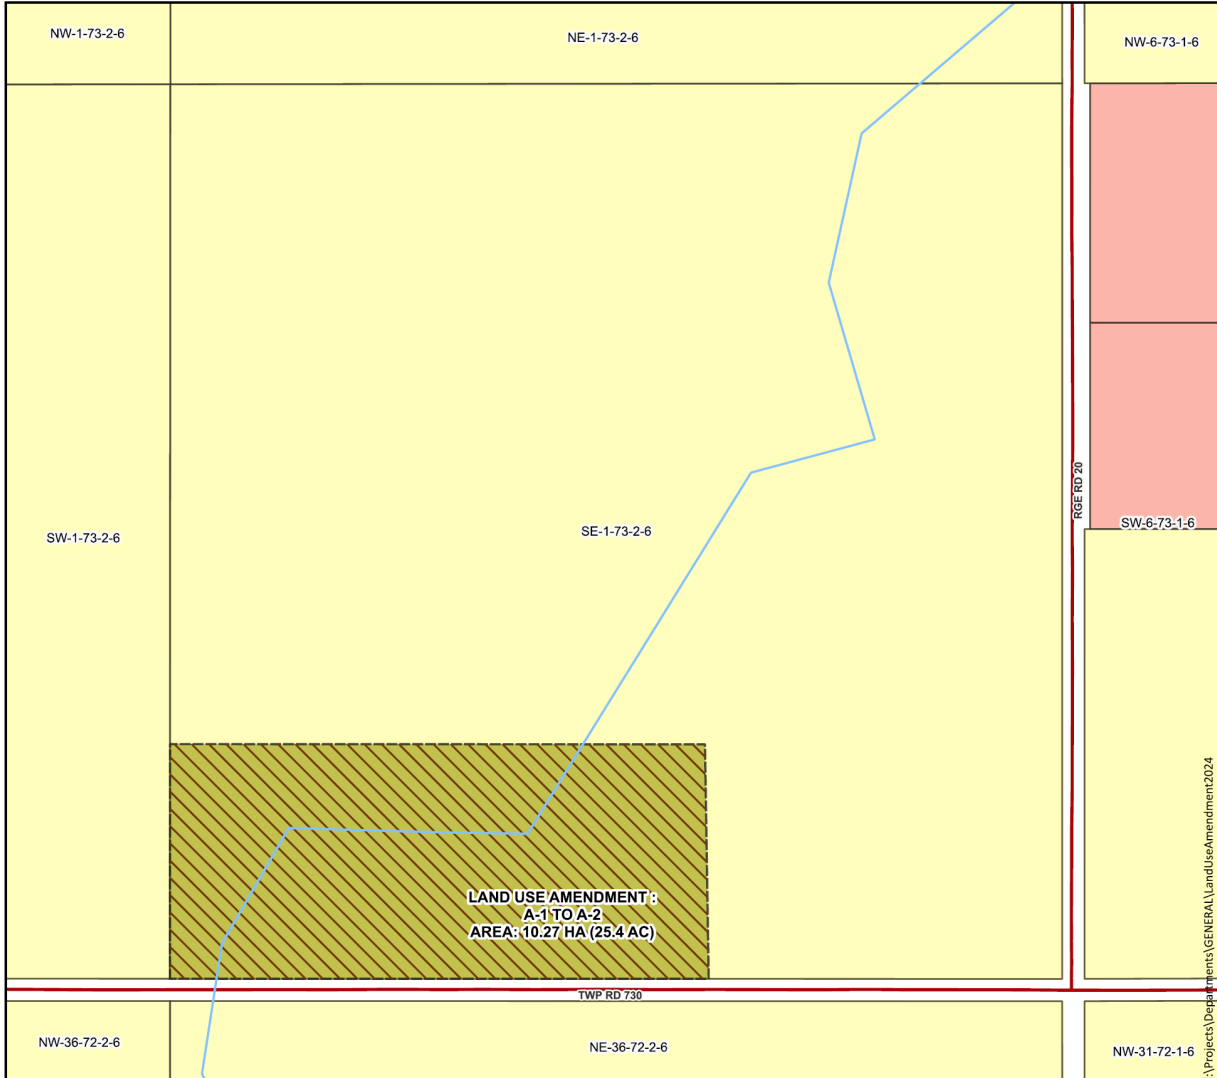 NW-1-73-2-6
NE-1-73-2-6
NW-6-73-1-6
RGE RD 20
SW-6-73-1-6
SE-1-73-2-6
SW-1-73-2-6
LAND USE AMENDMENT :
A-1 TO A-2
AREA: 10.27 HA (25.4 AC)
:\Projects\Departments\GENERAL\LandUseAmendment2024
TWP RD 730
NW-36-72-2-6
NE-36-72-2-6
NW-31-72-1-6